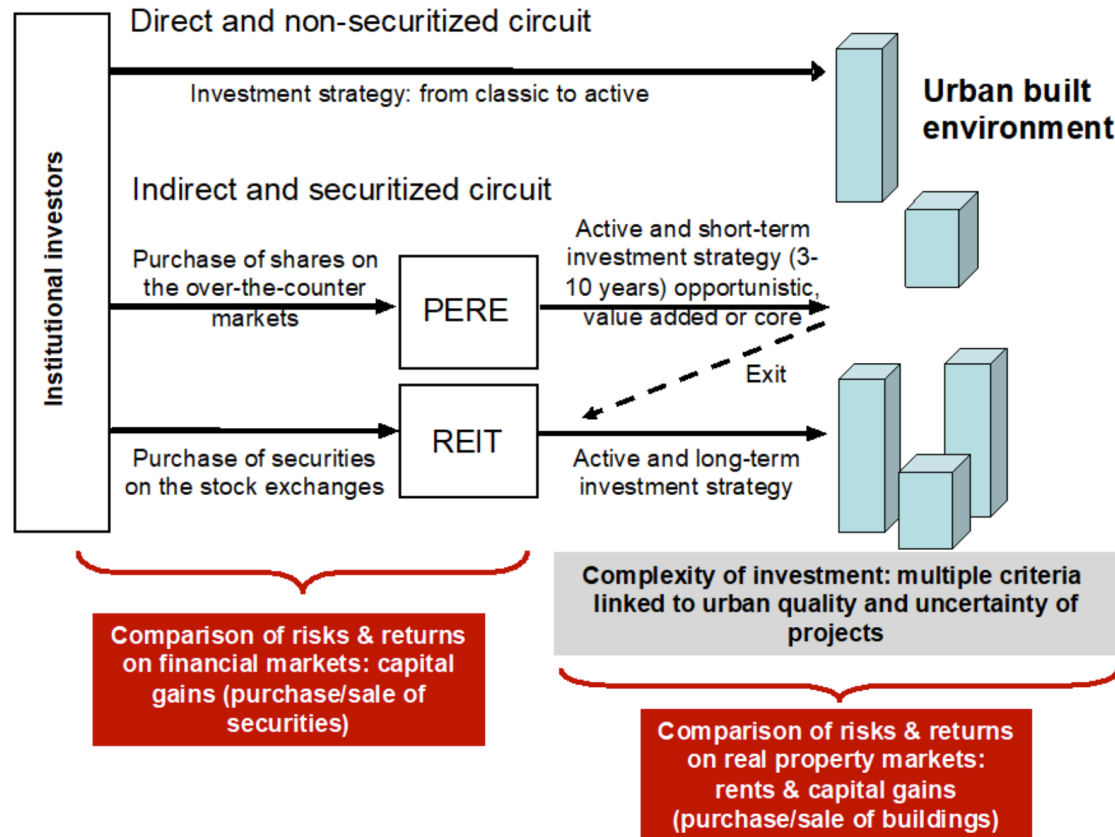 Direct and non-securitized circuit
Investment strategy: from classic to active
Urban built
environment
Institutional investors
Indirect and securitized circuit
Purchase of shares on
the over-the-counter
markets
PERE
Active and short-term
investment strategy (3-
10 years) opportunistic,
value added or core
Exit
REIT
Purchase of securities
on the stock exchanges
Active and long-term
investment strategy
Complexity of investment: multiple criteria
linked to urban quality and uncertainty of
projects
Comparison of risks & returns
on financial markets: capital
gains (purchase/sale of
securities)
Comparison of risks & returns
on real property markets:
rents & capital gains
(purchase/sale of buildings)